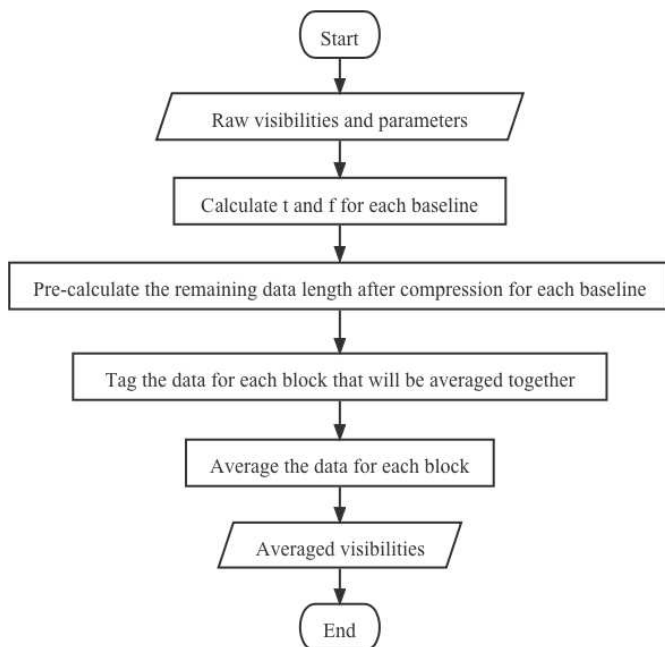 Start
Raw visibilities and parameters
Calculate t and f for each baseline
Pre-calculate the remaining data length after compression for each baseline
Tag the data for each block that will be averaged together
Average the data for each block
Averaged visibilities
End